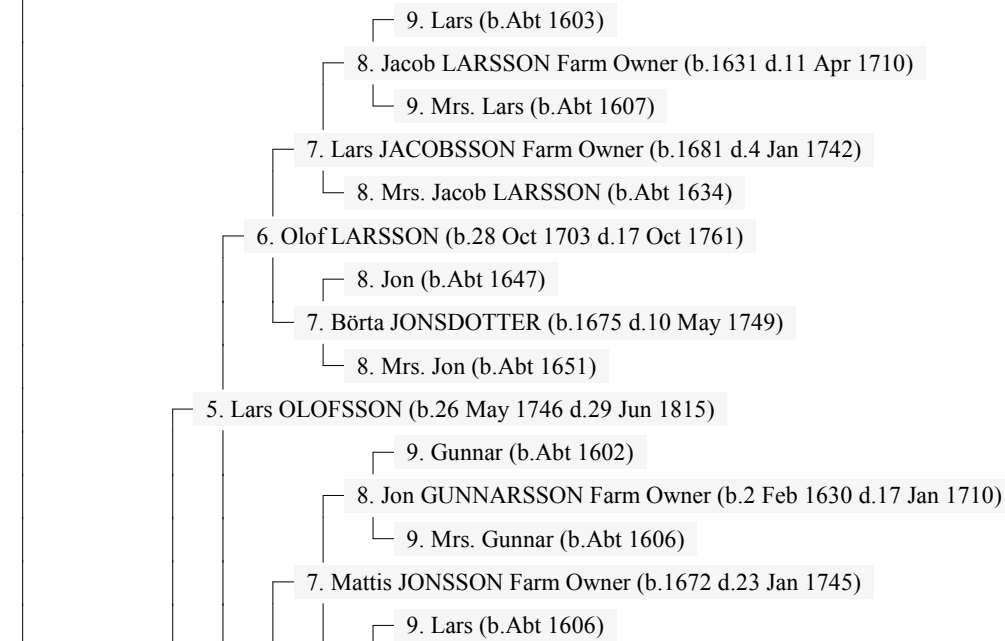 9. Lars (b.Abt 1603)
8. Jacob LARSSON Farm Owner (b.1631 d.11 Apr 1710)
9. Mrs. Lars (b.Abt 1607)
7. Lars JACOBSSON Farm Owner (b.1681 d.4 Jan 1742)
8. Mrs. Jacob LARSSON (b.Abt 1634)
6. Olof LARSSON (b.28 Oct 1703 d.17 Oct 1761)
8. Jon (b.Abt 1647)
7. Börta JONSDOTTER (b.1675 d.10 May 1749)
8. Mrs. Jon (b.Abt 1651)
5. Lars OLOFSSON (b.26 May 1746 d.29 Jun 1815)
9. Gunnar (b.Abt 1602)
8. Jon GUNNARSSON Farm Owner (b.2 Feb 1630 d.17 Jan 1710)
9. Mrs. Gunnar (b.Abt 1606)
7. Mattis JONSSON Farm Owner (b.1672 d.23 Jan 1745)
9. Lars (b.Abt 1606)